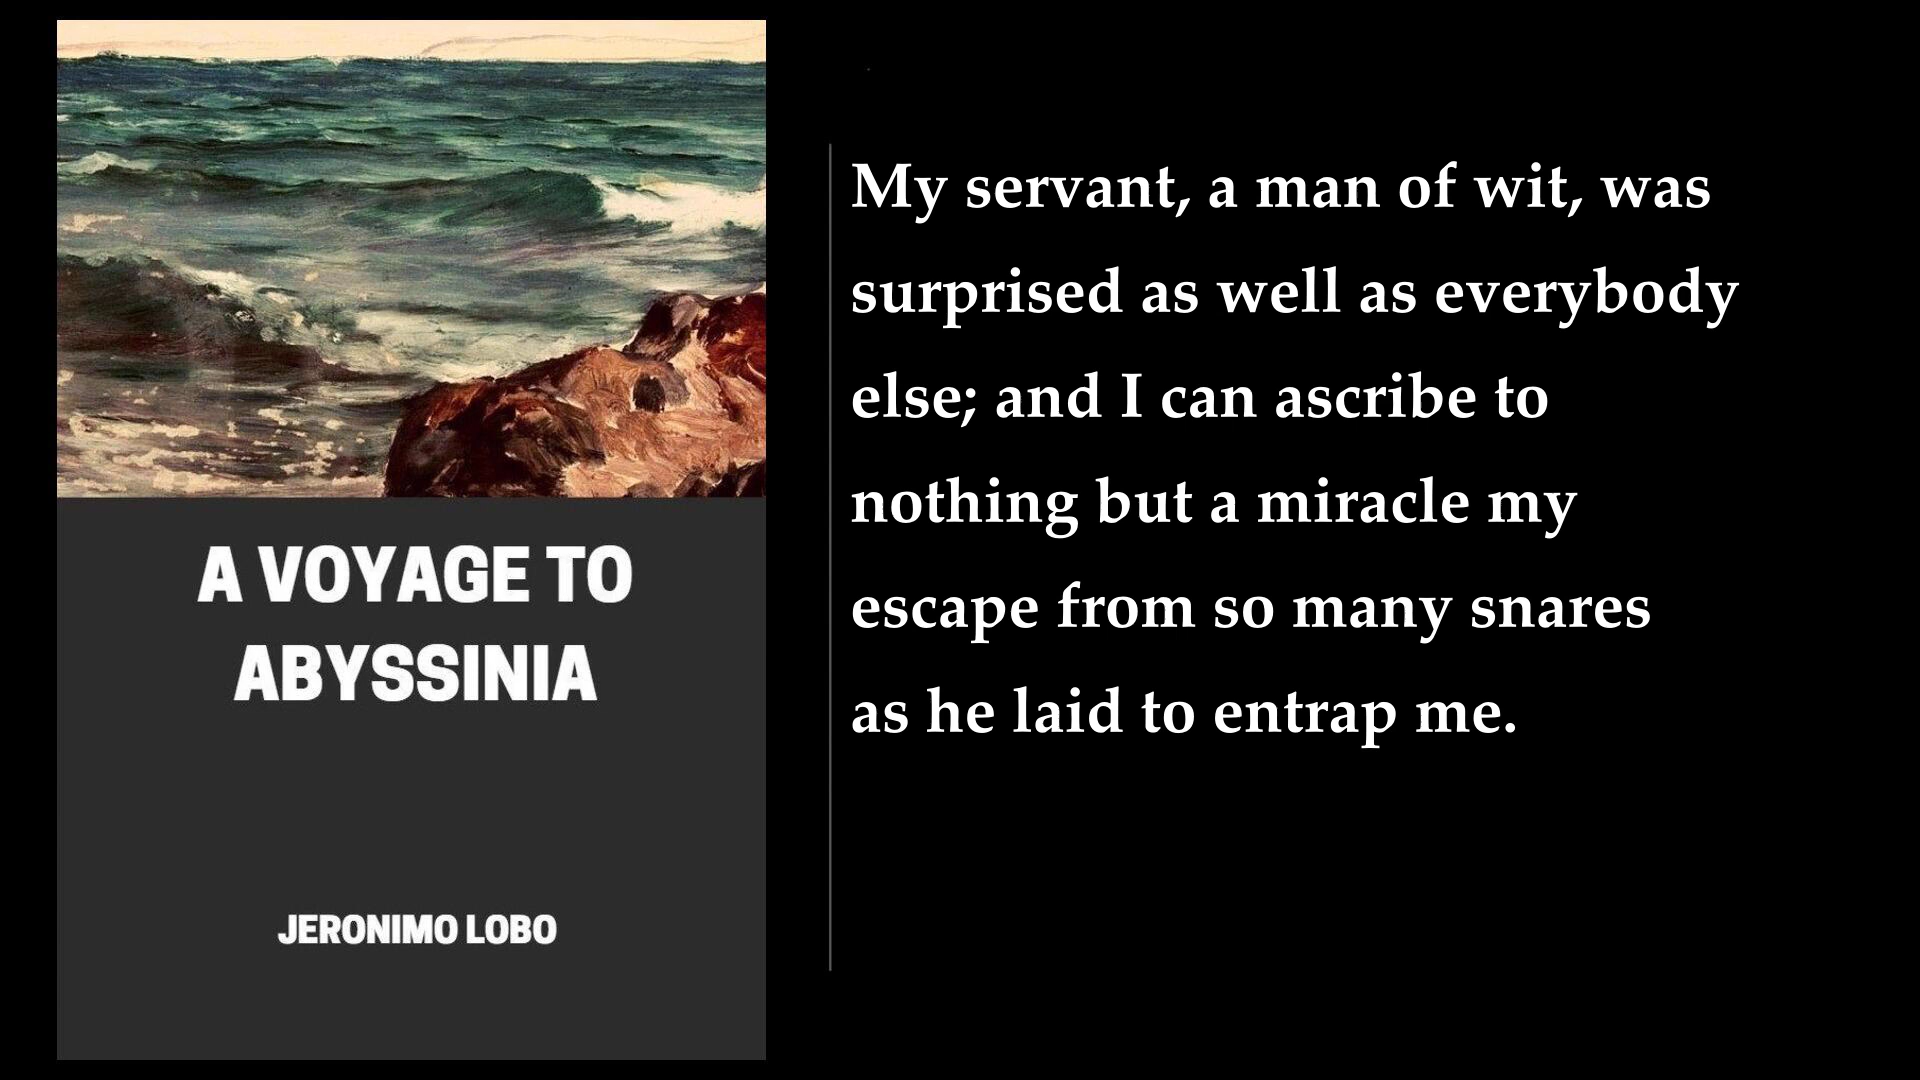 A VOYAGE TO
ABYSSINIA
JERONIMO LOBO
My servant, a man of wit, was
surprised as well as everybody
else; and I can ascribe to
nothing but a miracle my
escape from so many snares
as he laid to entrap me.